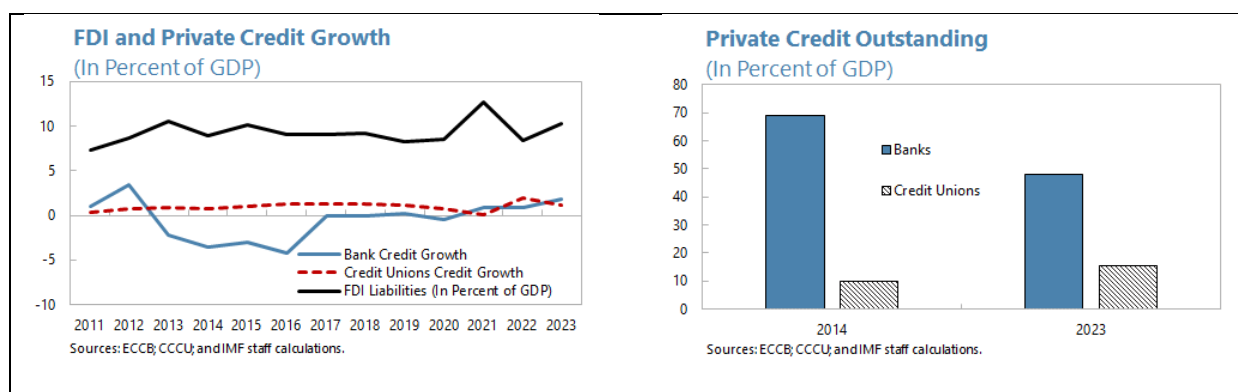 FDI and Private Credit Growth
(In Percent of GDP)
15
10
5
0
-5
-10
Bank Credit Growth
Credit Unions Credit Growth
FDI Liabilities (In Percent of GDP)
2011 2012 2013 2014 2015 2016 2017 2018 2019 2020 2021 2022 2023
Sources: ECCB; CCCU; and IMF staff calculations.
Private Credit Outstanding
(In Percent of GDP)
80
70
60
50
40
30
20
10
0
Banks
Credit Unions
2014 2023
Sources: ECCB; CCCU; and IMF staff calculations.